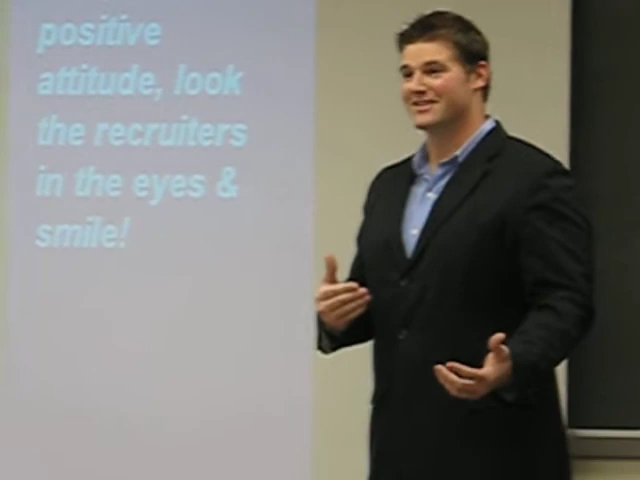 positive
attitude, look
the recruiters
in the eyes &
smile!